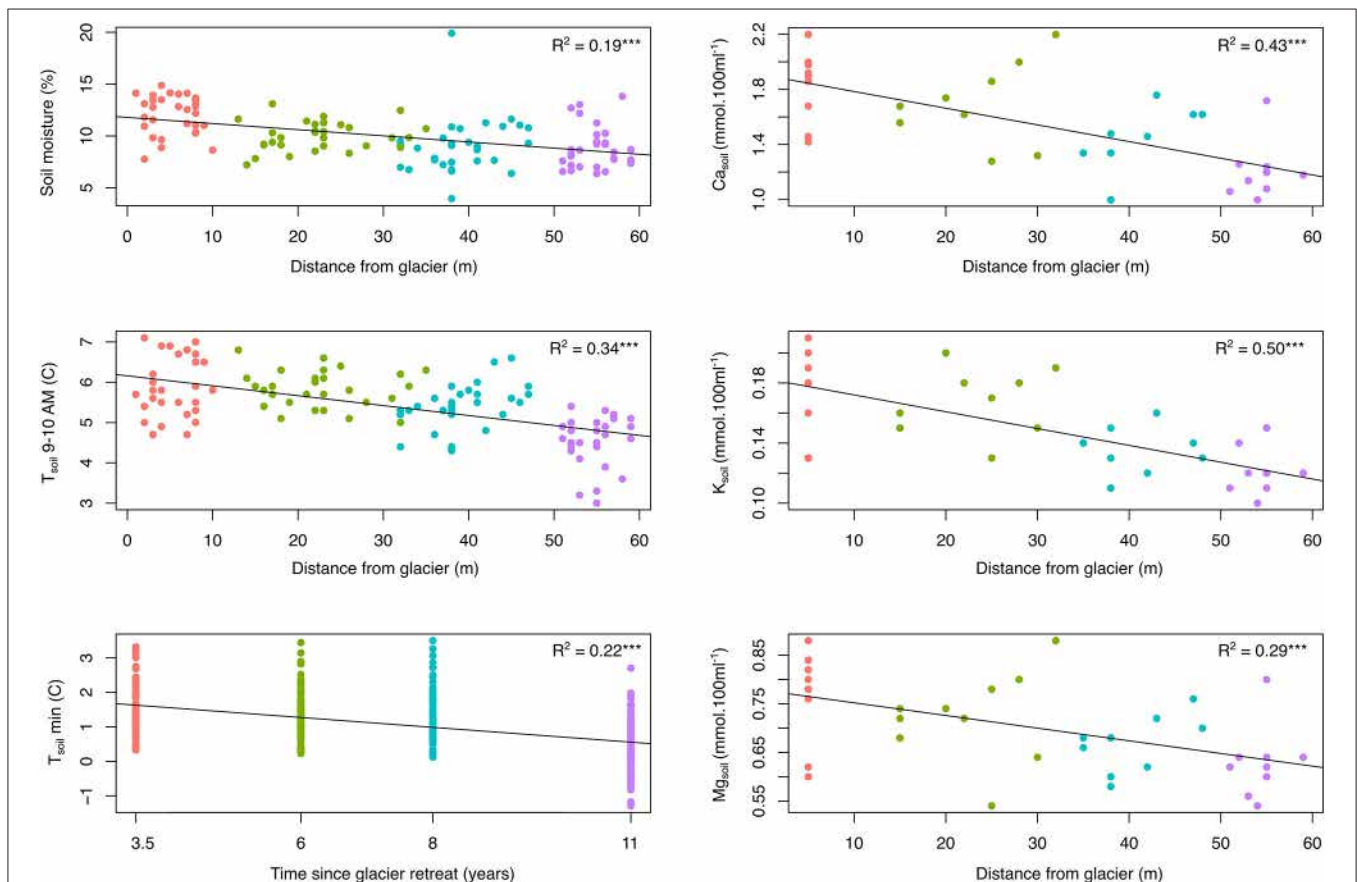 R² = 0.19***
20
15
10
5
Soil moisture (%)
0 10 20 30 40 50 60
Distance from glacier (m)
R² = 0.43***
2.2
1.8
1.4
1.0
Ca_soil (mmol.100ml⁻¹)
10 20 30 40 50 60
Distance from glacier (m)
R² = 0.34***
7
6
5
4
3
T_soil 9-10 AM (C)
0 10 20 30 40 50 60
Distance from glacier (m)
R² = 0.50***
0.18
0.14
0.10
K_soil (mmol.100ml⁻¹)
10 20 30 40 50 60
Distance from glacier (m)
R² = 0.22***
3
2
1
0
−1
T_soil min (C)
3.5 6 8 11
Time since glacier retreat (years)
R² = 0.29***
0.85
0.75
0.65
0.55
Mg_soil (mmol.100ml⁻¹)
10 20 30 40 50 60
Distance from glacier (m)